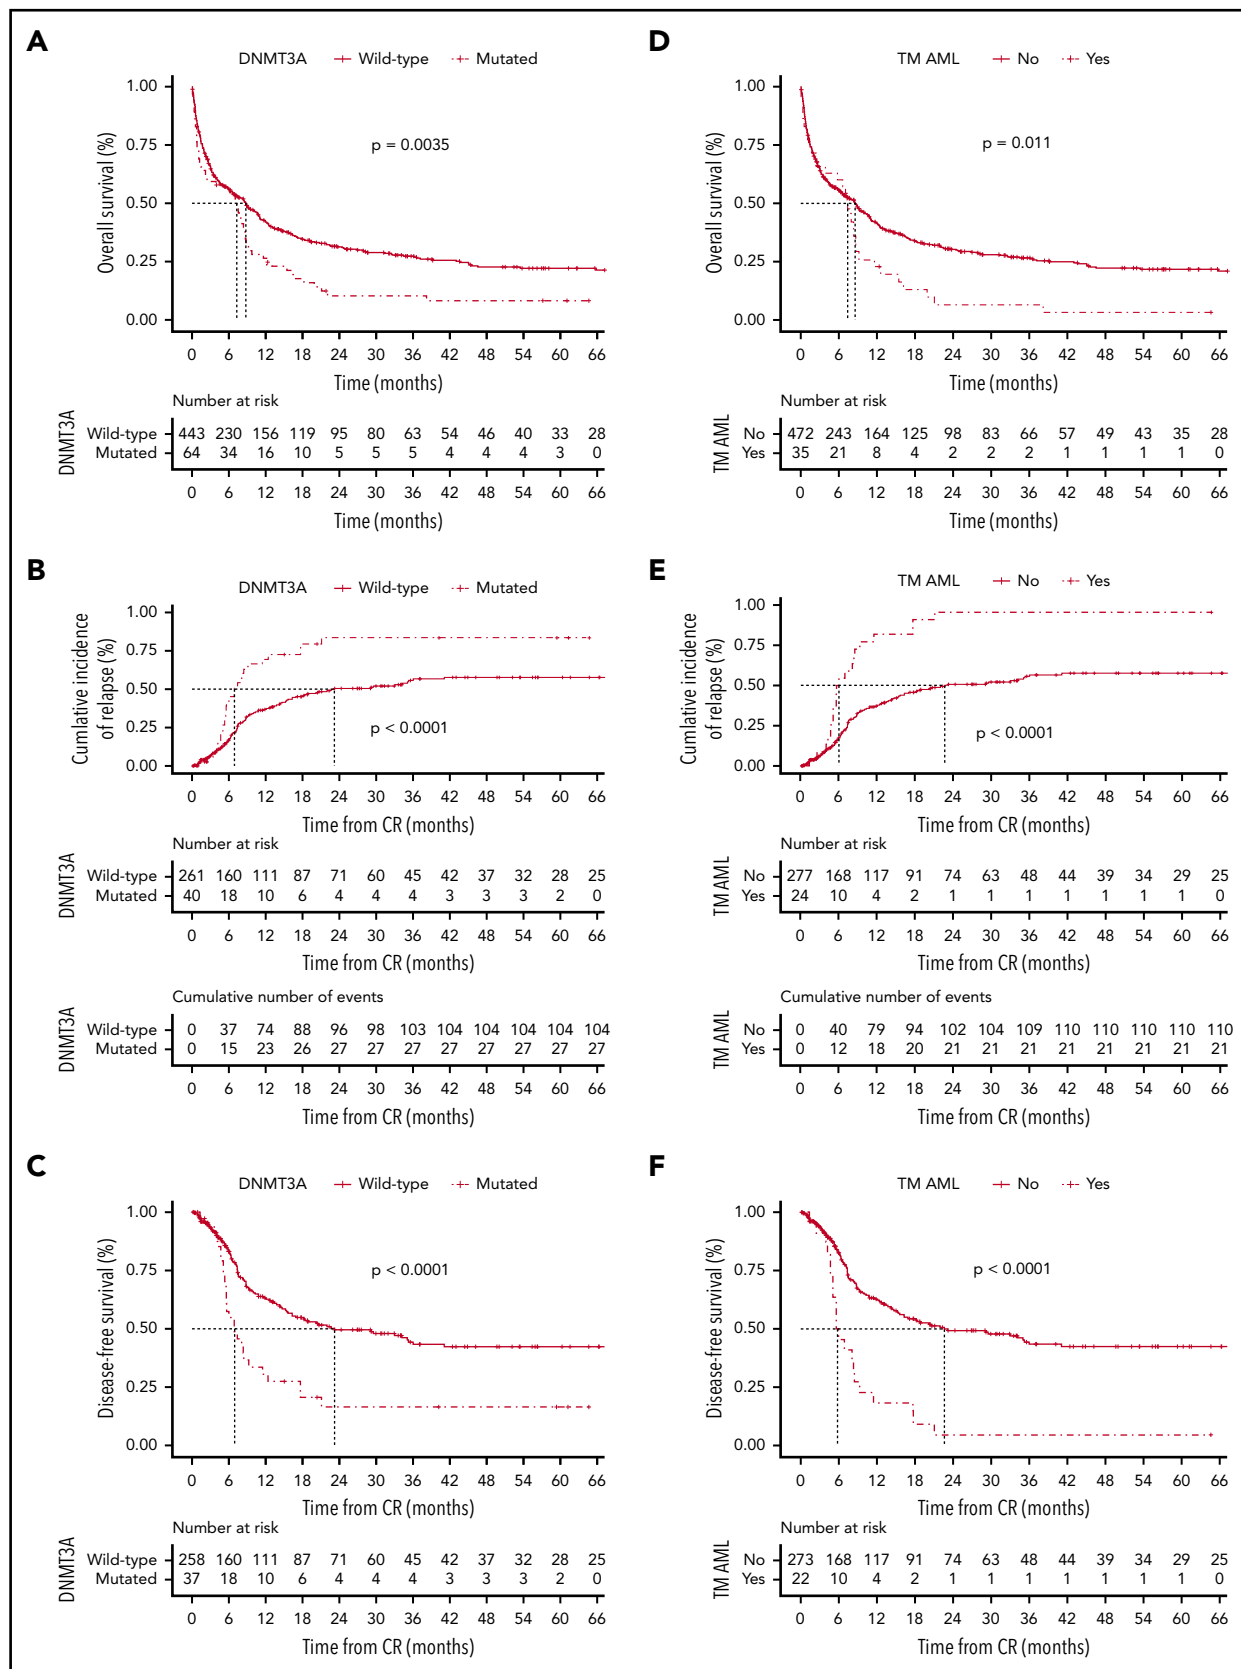 A
DNMT3A Wild-type Mutated
Overall survival (%)
1.00
0.75
0.50
0.25
0.00
p = 0.0035
0 6 12 18 24 30 36 42 48 54 60 66
Time (months)
Number at risk
DNMT3A
Wild-type 443 230 156 119 95 80 63 54 46 40 33 28
Mutated 64 34 16 10 5 5 5 4 4 4 3 0
0 6 12 18 24 30 36 42 48 54 60 66
Time (months)
B
DNMT3A Wild-type Mutated
Cumlative incidence
of relapse (%)
1.00
0.75
0.50
0.25
0.00
p < 0.0001
0 6 12 18 24 30 36 42 48 54 60 66
Time from CR (months)
Number at risk
DNMT3A
Wild-type 261 160 111 87 71 60 45 42 37 32 28 25
Mutated 40 18 10 6 4 4 4 3 3 3 2 0
0 6 12 18 24 30 36 42 48 54 60 66
Time from CR (months)
Cumulative number of events
DNMT3A
Wild-type 0 37 74 88 96 98 103 104 104 104 104 104
Mutated 0 15 23 26 27 27 27 27 27 27 27 27
0 6 12 18 24 30 36 42 48 54 60 66
Time from CR (months)
C
DNMT3A Wild-type Mutated
Disease-free survival (%)
1.00
0.75
0.50
0.25
0.00
p < 0.0001
0 6 12 18 24 30 36 42 48 54 60 66
Time from CR (months)
Number at risk
DNMT3A
Wild-type 258 160 111 87 71 60 45 42 37 32 28 25
Mutated 37 18 10 6 4 4 4 3 3 3 2 0
0 6 12 18 24 30 36 42 48 54 60 66
Time from CR (months)
D
TM AML No Yes
Overall survival (%)
1.00
0.75
0.50
0.25
0.00
p = 0.011
0 6 12 18 24 30 36 42 48 54 60 66
Time (months)
Number at risk
TM AML
No 472 243 164 125 98 83 66 57 49 43 35 28
Yes 35 21 8 4 2 2 2 1 1 1 1 0
0 6 12 18 24 30 36 42 48 54 60 66
Time (months)
E
TM AML No Yes
Cumlative incidence
of relapse (%)
1.00
0.75
0.50
0.25
0.00
p < 0.0001
0 6 12 18 24 30 36 42 48 54 60 66
Time from CR (months)
Number at risk
TM AML
No 277 168 117 91 74 63 48 44 39 34 29 25
Yes 24 10 4 2 1 1 1 1 1 1 1 0
0 6 12 18 24 30 36 42 48 54 60 66
Time from CR (months)
Cumulative number of events
TM AML
No 0 40 79 94 102 104 109 110 110 110 110 110
Yes 0 12 18 20 21 21 21 21 21 21 21 21
0 6 12 18 24 30 36 42 48 54 60 66
Time from CR (months)
F
TM AML No Yes
Disease-free survival (%)
1.00
0.75
0.50
0.25
0.00
p < 0.0001
0 6 12 18 24 30 36 42 48 54 60 66
Time from CR (months)
Number at risk
TM AML
No 273 168 117 91 74 63 48 44 39 34 29 25
Yes 22 10 4 2 1 1 1 1 1 1 1 0
0 6 12 18 24 30 36 42 48 54 60 66
Time from CR (months)